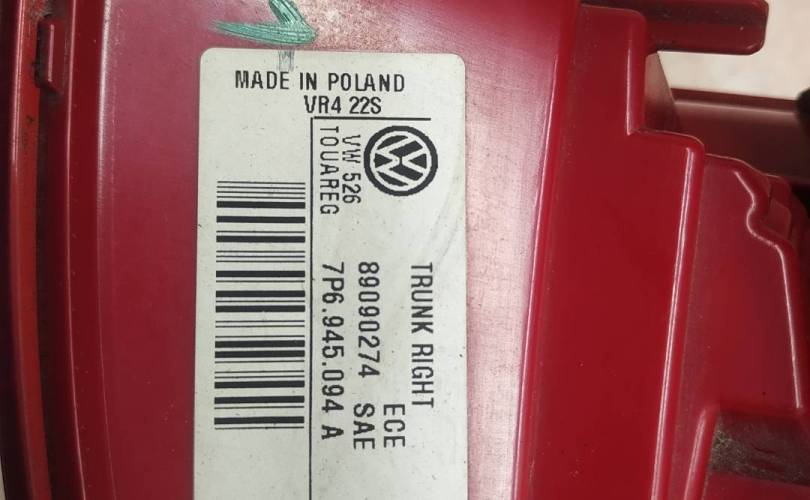 MADE IN POLAND
VR4 22S
VW 526
TOUAREG
TRUNK RIGHT
ECE
89090274 SAE
7P6.945.094 A